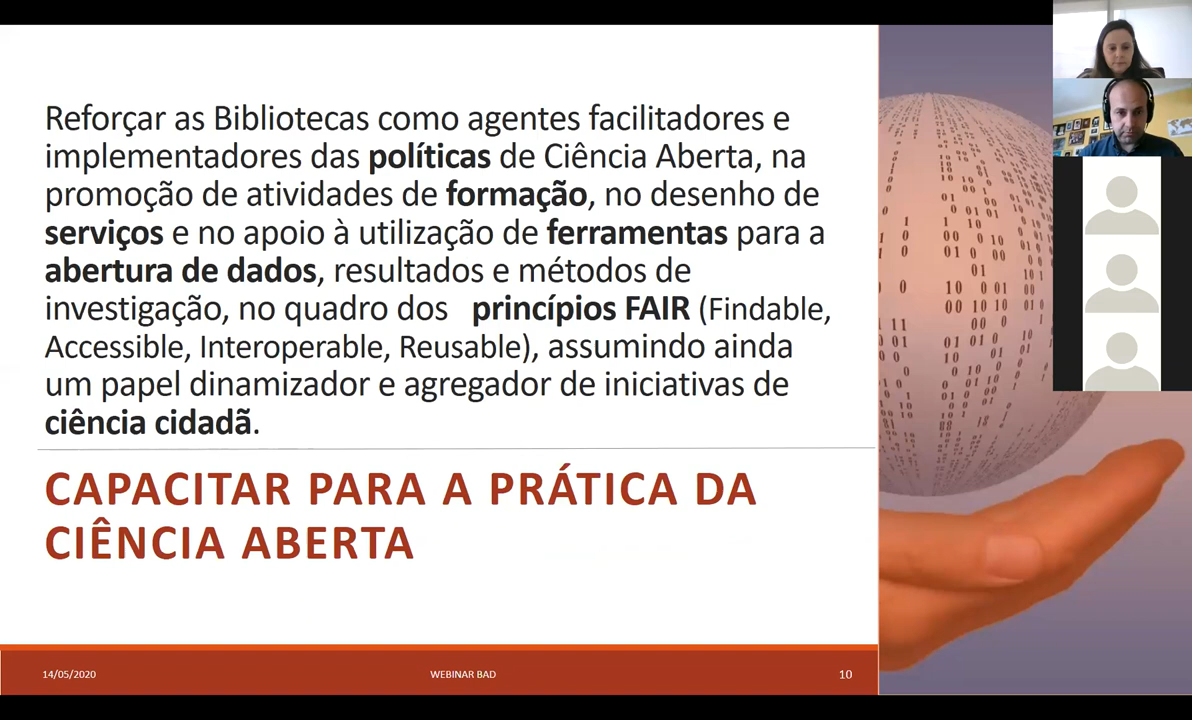 Reforçar as Bibliotecas como agentes facilitadores e
implementadores das políticas de Ciência Aberta, na
promoção de atividades de formação, no desenho de
serviços e no apoio à utilização de ferramentas para a
abertura de dados, resultados e métodos de
investigação, no quadro dos princípios FAIR (Findable,
Accessible, Interoperable, Reusable), assumindo ainda
um papel dinamizador e agregador de iniciativas de
ciência cidadã.
CAPACITAR PARA A PRÁTICA DA
CIÊNCIA ABERTA
14/05/2020
WEBINAR BAD
10